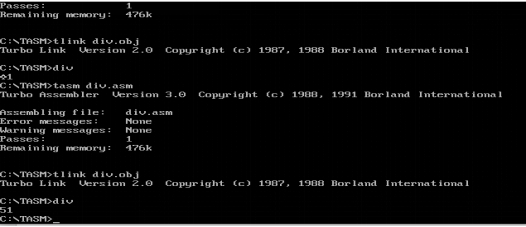 Passes:            1
Remaining memory:  476k
C:\TASM>tlink div.obj
Turbo Link  Version 2.0  Copyright (c) 1987, 1988 Borland International
C:\TASM>div
♦1
C:\TASM>tasm div.asm
Turbo Assembler  Version 3.0  Copyright (c) 1988, 1991 Borland International
Assembling file:   div.asm
Error messages:    None
Warning messages:  None
Passes:            1
Remaining memory:  476k
C:\TASM>tlink div.obj
Turbo Link  Version 2.0  Copyright (c) 1987, 1988 Borland International
C:\TASM>div
51
C:\TASM>_